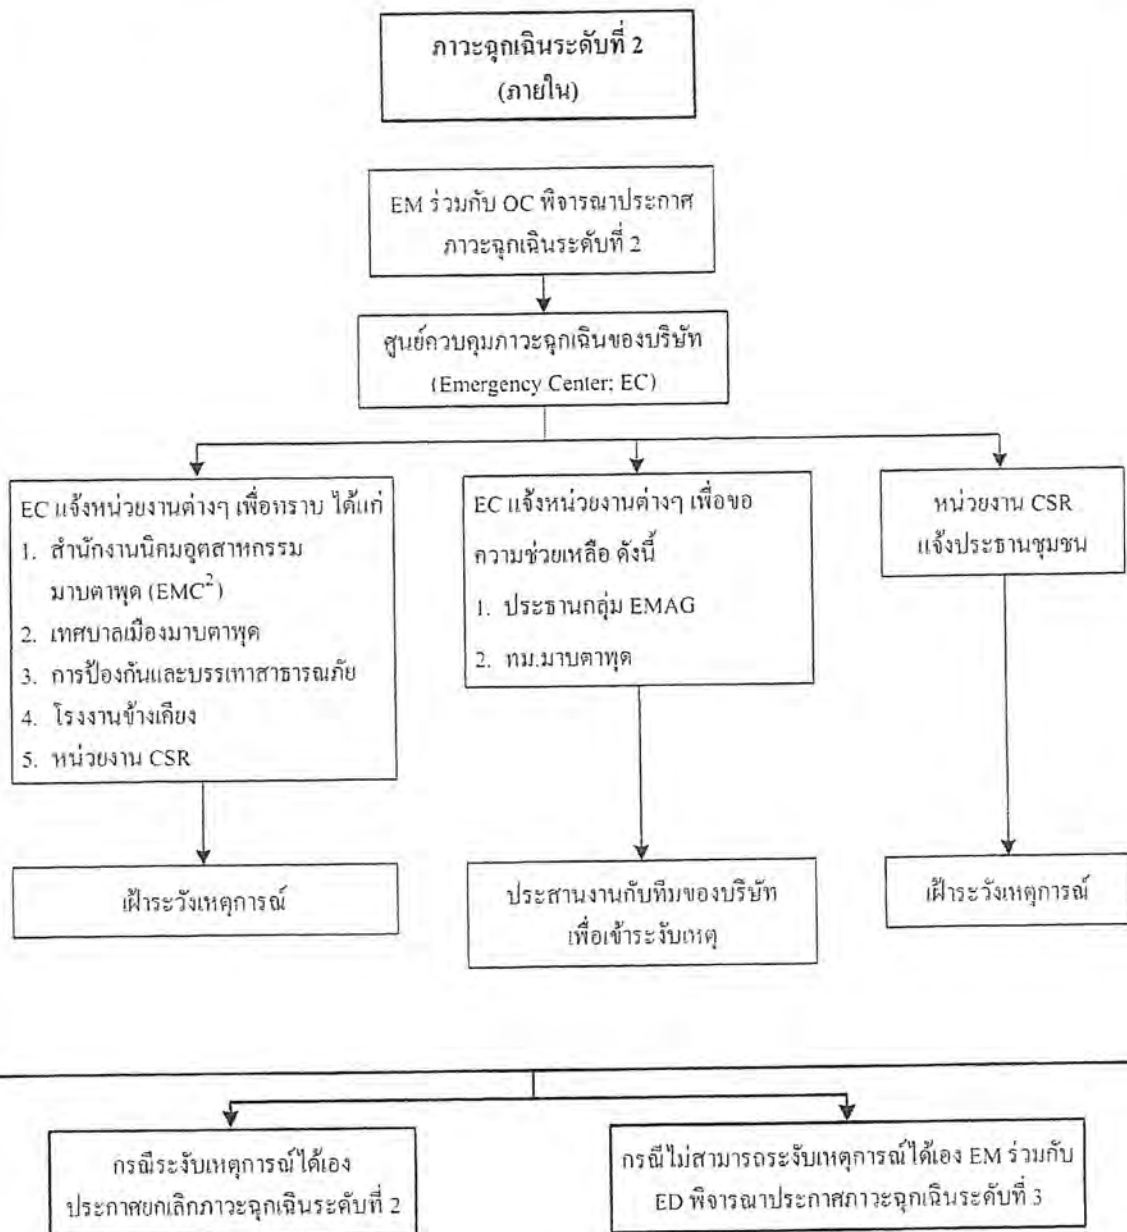 ภาวะฉุกเฉินระดับที่ 2
(ภายใน)
EM ร่วมกับ OC พิจารณาประกาศ
ภาวะฉุกเฉินระดับที่ 2
ศูนย์ควบคุมภาวะฉุกเฉินของบริษัท
(Emergency Center; EC)
EC แจ้งหน่วยงานต่างๆ เพื่อทราบ ได้แก่
1. สำนักงานนิคมอุตสาหกรรม
มาบตาพุด (EMC²)
2. เทศบาลเมืองมาบตาพุด
3. การป้องกันและบรรเทาสาธารณภัย
4. โรงงานข้างเคียง
5. หน่วยงาน CSR
EC แจ้งหน่วยงานต่างๆ เพื่อขอ
ความช่วยเหลือ ดังนี้
1. ประธานกลุ่ม EMAG
2. ทม.มาบตาพุด
หน่วยงาน CSR
แจ้งประธานชุมชน
เฝ้าระวังเหตุการณ์
ประสานงานกับทีมของบริษัท
เพื่อเข้าระงับเหตุ
เฝ้าระวังเหตุการณ์
กรณีระงับเหตุการณ์ได้เอง
ประกาศยกเลิกภาวะฉุกเฉินระดับที่ 2
กรณีไม่สามารถระงับเหตุการณ์ได้เอง EM ร่วมกับ
ED พิจารณาประกาศภาวะฉุกเฉินระดับที่ 3